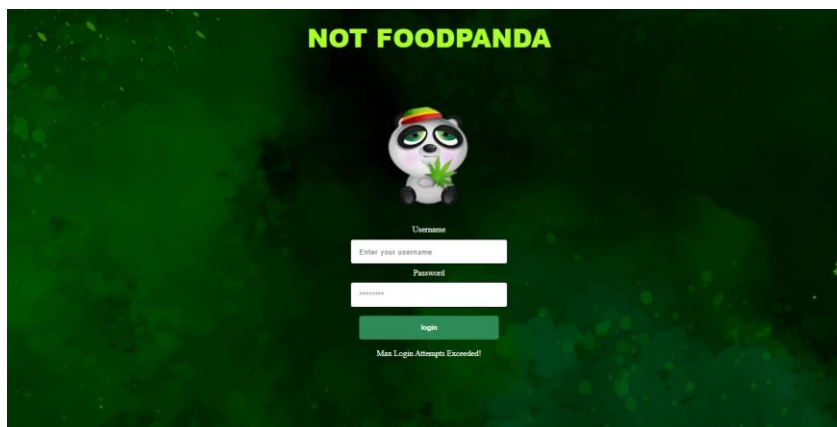 NOT FOODPANDA
Username
Enter your username
Password
********
login
Max Login Attempts Exceeded!